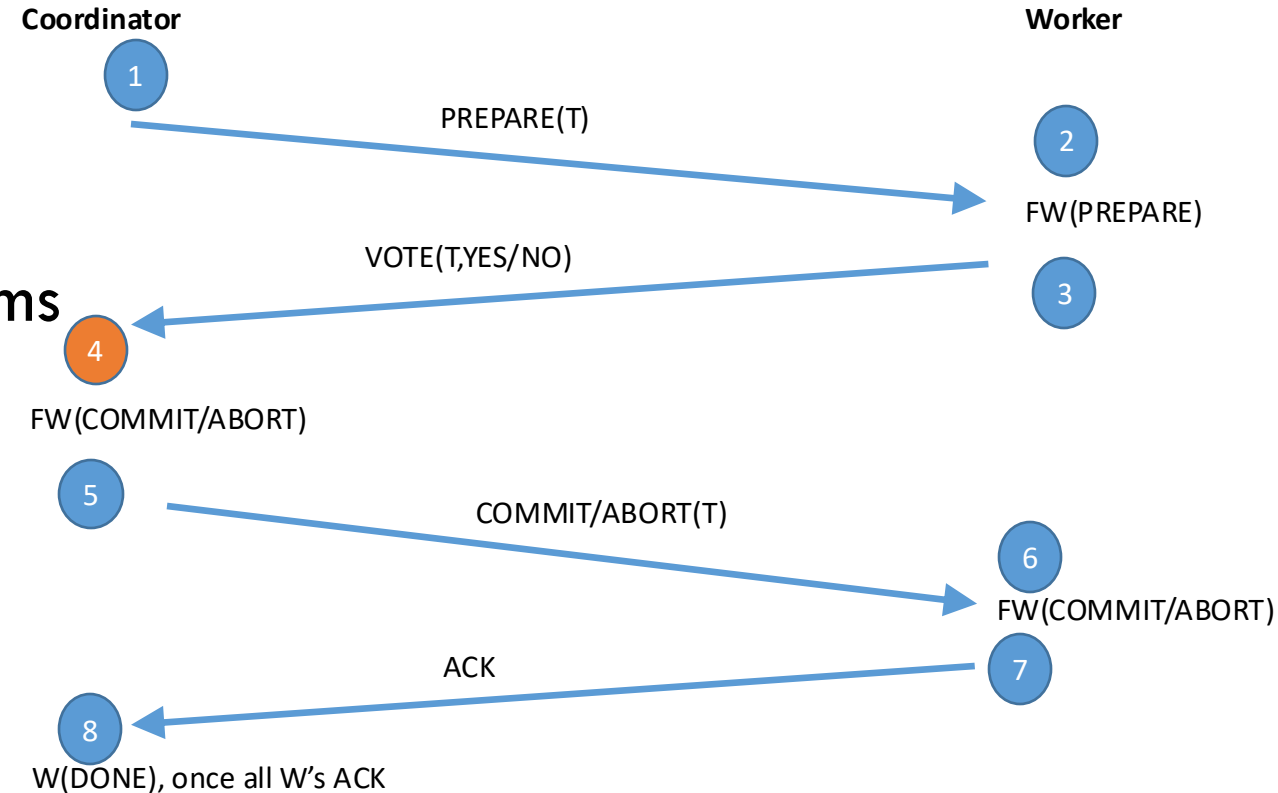 Coordinator
Worker
1
PREPARE(T)
2
FW(PREPARE)
VOTE(T,YES/NO)
3
ms
4
FW(COMMIT/ABORT)
5
COMMIT/ABORT(T)
6
FW(COMMIT/ABORT)
ACK
7
8
W(DONE), once all W's ACK